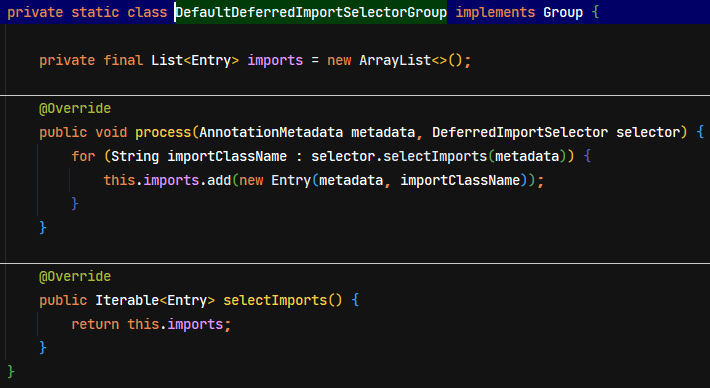 private static class DefaultDeferredImportSelectorGroup implements Group {
private final List<Entry> imports = new ArrayList<>();
@Override
public void process(AnnotationMetadata metadata, DeferredImportSelector selector) {
for (String importClassName : selector.selectImports(metadata)) {
this.imports.add(new Entry(metadata, importClassName));
}
}
@Override
public Iterable<Entry> selectImports() {
return this.imports;
}
}